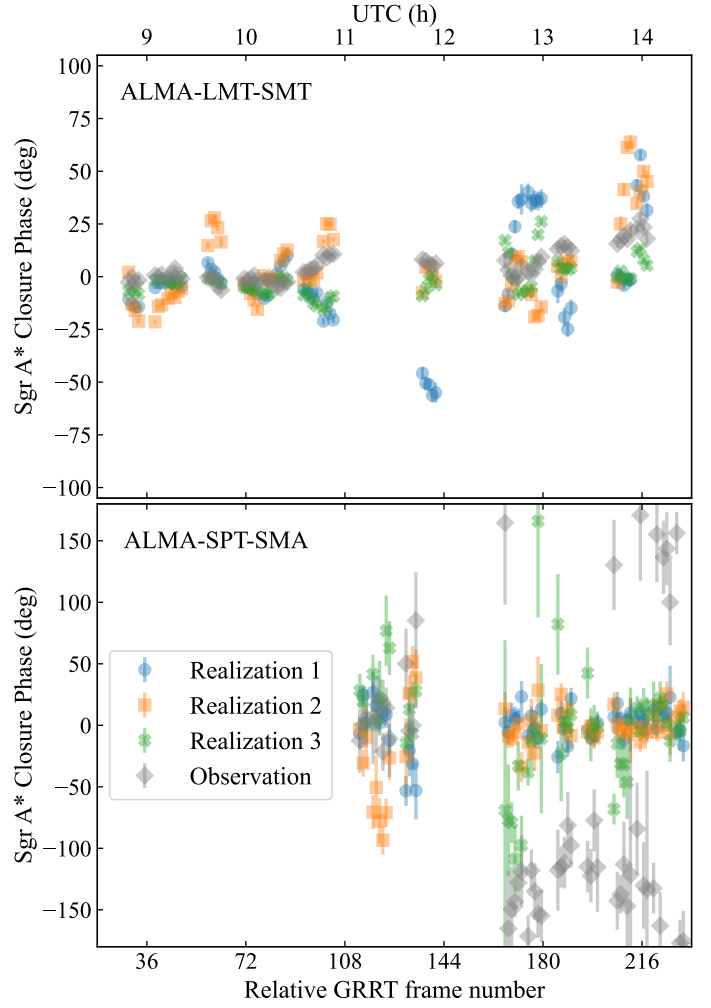 UTC (h)
9 10 11 12 13 14
ALMA-LMT-SMT
Sgr A* Closure Phase (deg)
100
75
50
25
0
−25
−50
−75
−100
ALMA-SPT-SMA
Sgr A* Closure Phase (deg)
150
100
50
0
−50
−100
−150
Realization 1
Realization 2
Realization 3
Observation
36 72 108 144 180 216
Relative GRRT frame number